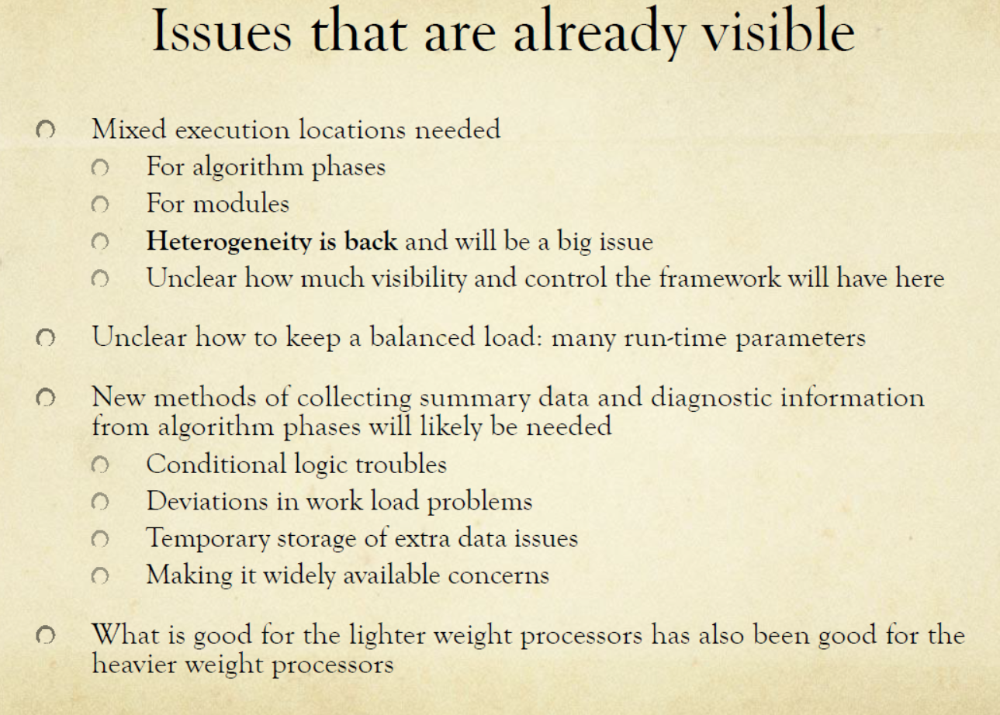 Issues that are already visible
Mixed execution locations needed
For algorithm phases
For modules
Heterogeneity is back and will be a big issue
Unclear how much visibility and control the framework will have here
Unclear how to keep a balanced load: many run-time parameters
New methods of collecting summary data and diagnostic information
from algorithm phases will likely be needed
Conditional logic troubles
Deviations in work load problems
Temporary storage of extra data issues
Making it widely available concerns
What is good for the lighter weight processors has also been good for the
heavier weight processors